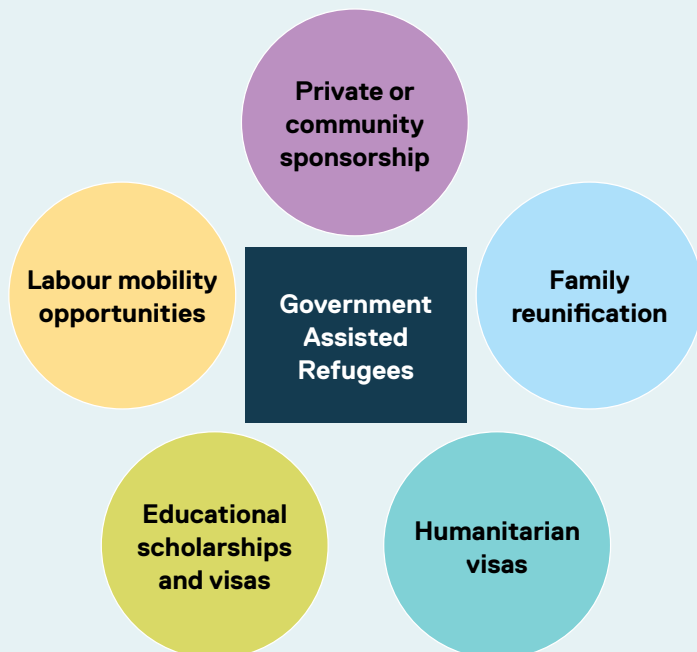 Private or
community
sponsorship
Labour mobility
opportunities
Government
Assisted
Refugees
Family
reunification
Educational
scholarships
and visas
Humanitarian
visas